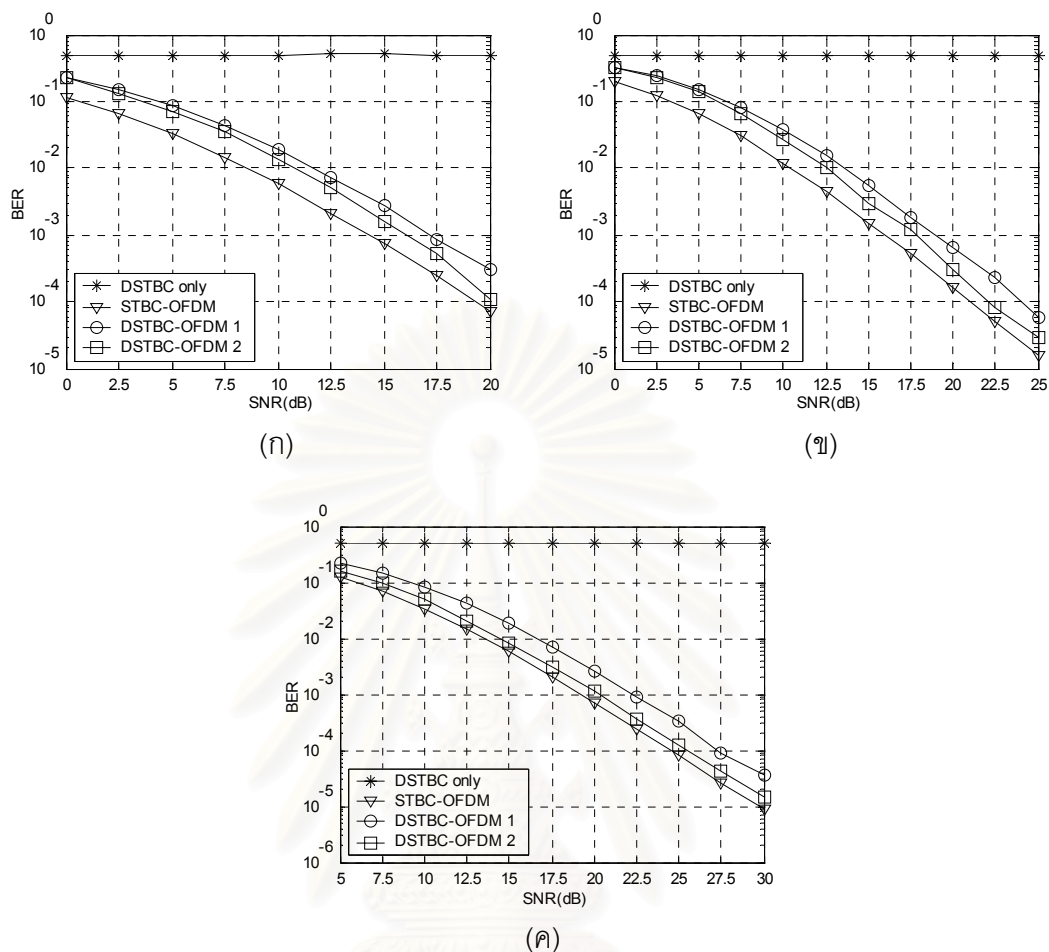 10 0
10 -1
10 -2
10 -3
10 -4
10 -5
BER
DSTBC only
STBC-OFDM
DSTBC-OFDM 1
DSTBC-OFDM 2
0 2.5 5 7.5 10 12.5 15 17.5 20
SNR(dB)
(ก)
10 0
10 -1
10 -2
10 -3
10 -4
10 -5
BER
DSTBC only
STBC-OFDM
DSTBC-OFDM 1
DSTBC-OFDM 2
0 2.5 5 7.5 10 12.5 15 17.5 20 22.5 25
SNR(dB)
(ข)
10 0
10 -1
10 -2
10 -3
10 -4
10 -5
10 -6
BER
DSTBC only
STBC-OFDM
DSTBC-OFDM 1
DSTBC-OFDM 2
5 7.5 10 12.5 15 17.5 20 22.5 25 27.5 30
SNR(dB)
(ค)